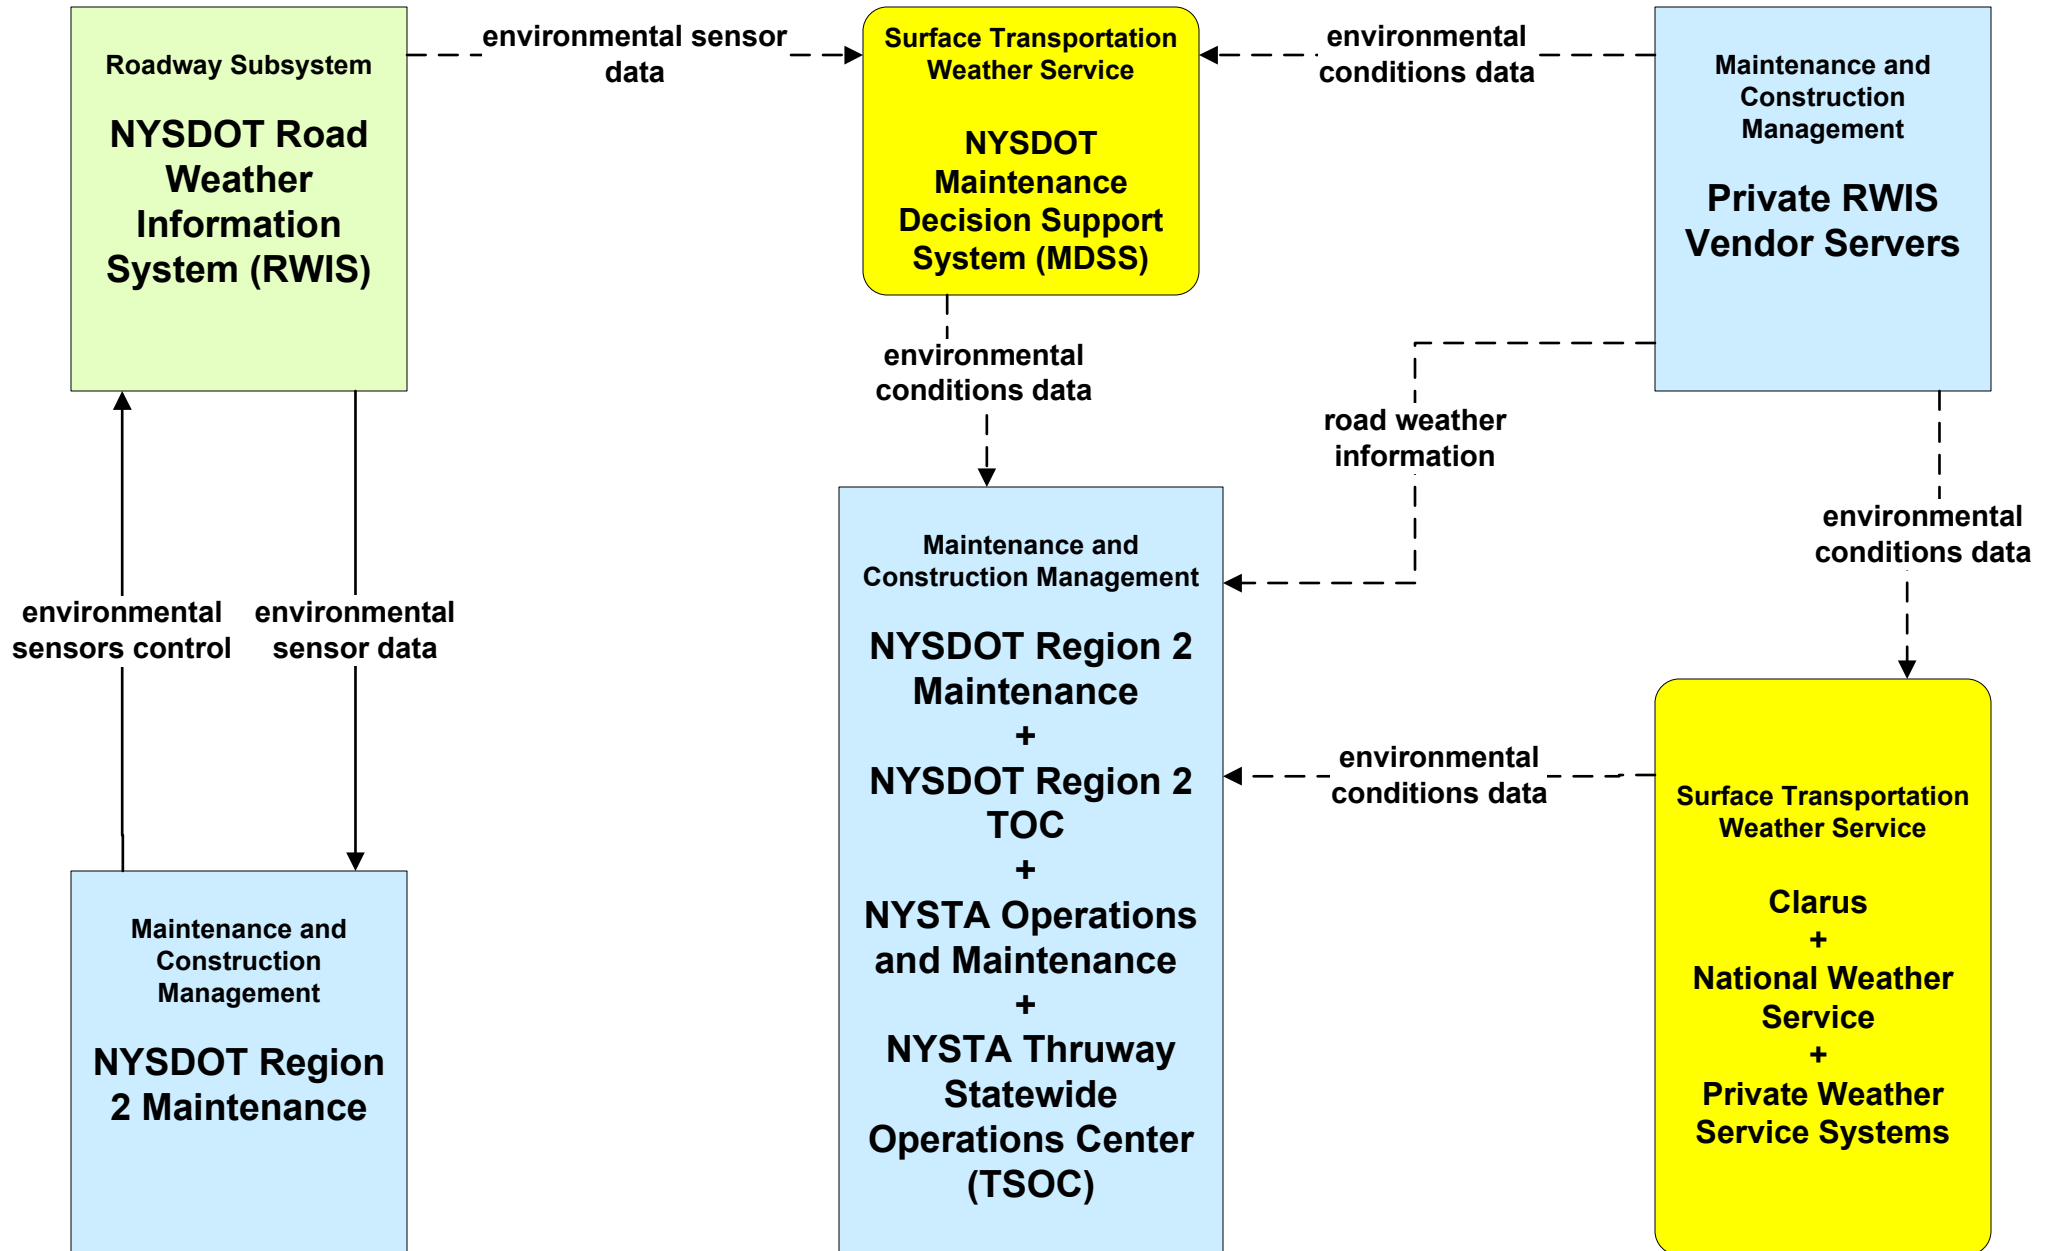 Roadway Subsystem
NYSDOT Road
Weather
Information
System (RWIS)
environmental sensor
data
Surface Transportation
Weather Service
NYSDOT
Maintenance
Decision Support
System (MDSS)
environmental
conditions data
Maintenance and
Construction
Management
Private RWIS
Vendor Servers
environmental
conditions data
road weather
information
environmental
conditions data
environmental
sensors control
environmental
sensor data
Maintenance and
Construction Management
NYSDOT Region 2
Maintenance
+
NYSDOT Region 2
TOC
+
NYSTA Operations
and Maintenance
+
NYSTA Thruway
Statewide
Operations Center
(TSOC)
environmental
conditions data
Surface Transportation
Weather Service
Clarus
+
National Weather
Service
+
Private Weather
Service Systems
Maintenance and
Construction
Management
NYSDOT Region
2 Maintenance